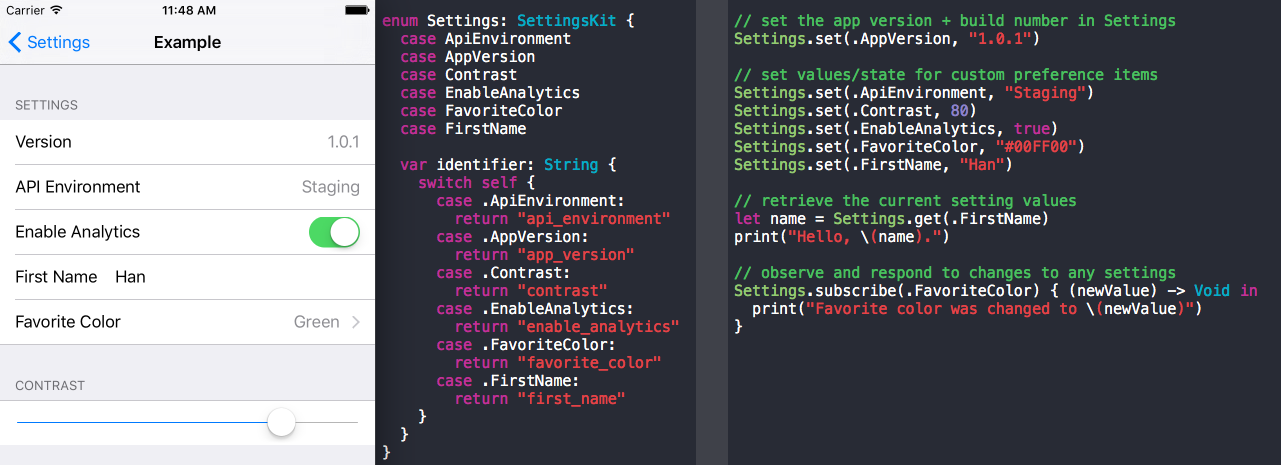 Carrier 11:48 AM
Settings Example
SETTINGS
Version 1.0.1
API Environment Staging
Enable Analytics
First Name Han
Favorite Color Green
CONTRAST
enum Settings: SettingsKit {
case ApiEnvironment
case AppVersion
case Contrast
case EnableAnalytics
case FavoriteColor
case FirstName
var identifier: String {
switch self {
case .ApiEnvironment:
return "api_environment"
case .AppVersion:
return "app_version"
case .Contrast:
return "contrast"
case .EnableAnalytics:
return "enable_analytics"
case .FavoriteColor:
return "favorite_color"
case .FirstName:
return "first_name"
}
}
}
// set the app version + build number in Settings
Settings.set(.AppVersion, "1.0.1")
// set values/state for custom preference items
Settings.set(.ApiEnvironment, "Staging")
Settings.set(.Contrast, 80)
Settings.set(.EnableAnalytics, true)
Settings.set(.FavoriteColor, "#00FF00")
Settings.set(.FirstName, "Han")
// retrieve the current setting values
let name = Settings.get(.FirstName)
print("Hello, \(name).")
// observe and respond to changes to any settings
Settings.subscribe(.FavoriteColor) { (newValue) -> Void in
print("Favorite color was changed to \(newValue)")
}